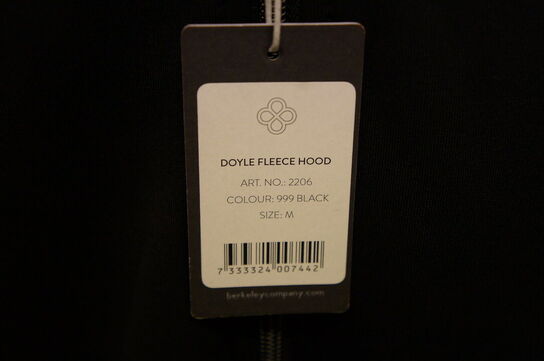 DOYLE FLEECE HOOD
ART. NO.: 2206
COLOUR: 999 BLACK
SIZE: M
7 333324 007442
berkeleycompany.com